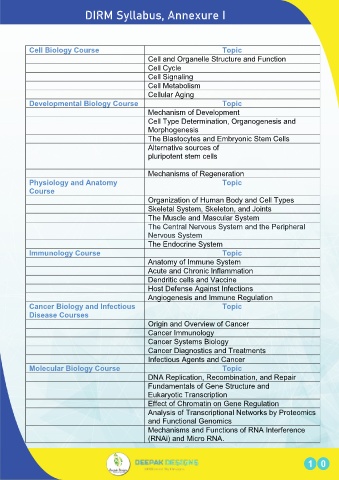 DIRM Syllabus, Annexure I
Cell Biology Course Topic
Cell and Organelle Structure and Function
Cell Cycle
Cell Signaling
Cell Metabolism
Cellular Aging
Developmental Biology Course Topic
Mechanism of Development
Cell Type Determination, Organogenesis and
Morphogenesis
The Blastocytes and Embryonic Stem Cells
Alternative sources of
pluripotent stem cells
Mechanisms of Regeneration
Physiology and Anatomy Topic
Course
Organization of Human Body and Cell Types
Skeletal System, Skeleton, and Joints
The Muscle and Mascular System
The Central Nervous System and the Peripheral
Nervous System
The Endocrine System
Immunology Course Topic
Anatomy of Immune System
Acute and Chronic Inflammation
Dendritic cells and Vaccine
Host Defense Against Infections
Angiogenesis and Immune Regulation
Cancer Biology and Infectious Topic
Disease Courses
Origin and Overview of Cancer
Cancer Immunology
Cancer Systems Biology
Cancer Diagnostics and Treatments
Infectious Agents and Cancer
Molecular Biology Course Topic
DNA Replication, Recombination, and Repair
Fundamentals of Gene Structure and
Eukaryotic Transcription
Effect of Chromatin on Gene Regulation
Analysis of Transcriptional Networks by Proteomics
and Functional Genomics
Mechanisms and Functions of RNA Interference
(RNAi) and Micro RNA.
DEEPAK DESIGNS
1 0